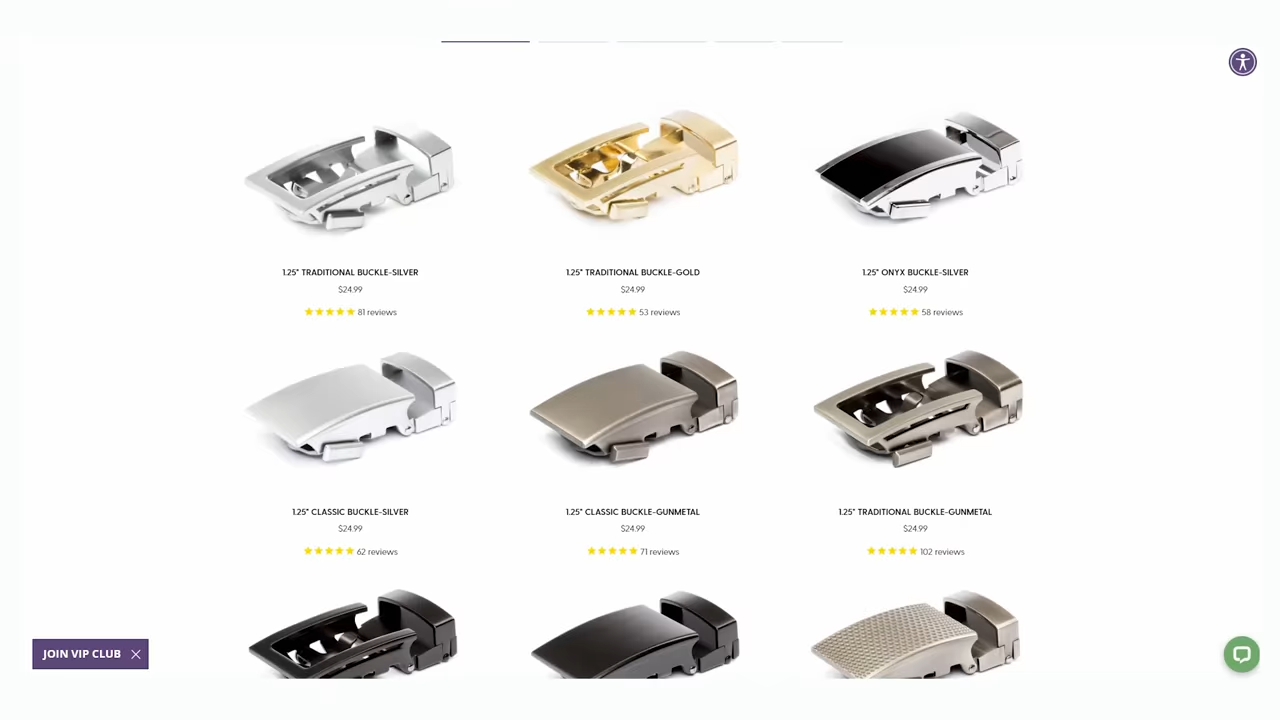 1.25" TRADITIONAL BUCKLE-SILVER
$24.99
81 reviews
1.25" TRADITIONAL BUCKLE-GOLD
$24.99
53 reviews
1.25" ONYX BUCKLE-SILVER
$24.99
58 reviews
1.25" CLASSIC BUCKLE-SILVER
$24.99
62 reviews
1.25" CLASSIC BUCKLE-GUNMETAL
$24.99
71 reviews
1.25" TRADITIONAL BUCKLE-GUNMETAL
$24.99
102 reviews
JOIN VIP CLUB